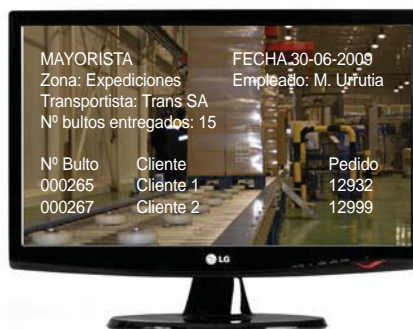 MAYORISTA FECHA.30-06-2009
Zona: Expediciones Empleado: M. Urrutia
Transportista: Trans SA
Nº bultos entregados: 15
Nº Bulto Cliente Pedido
000265 Cliente 1 12932
000267 Cliente 2 12999
LG